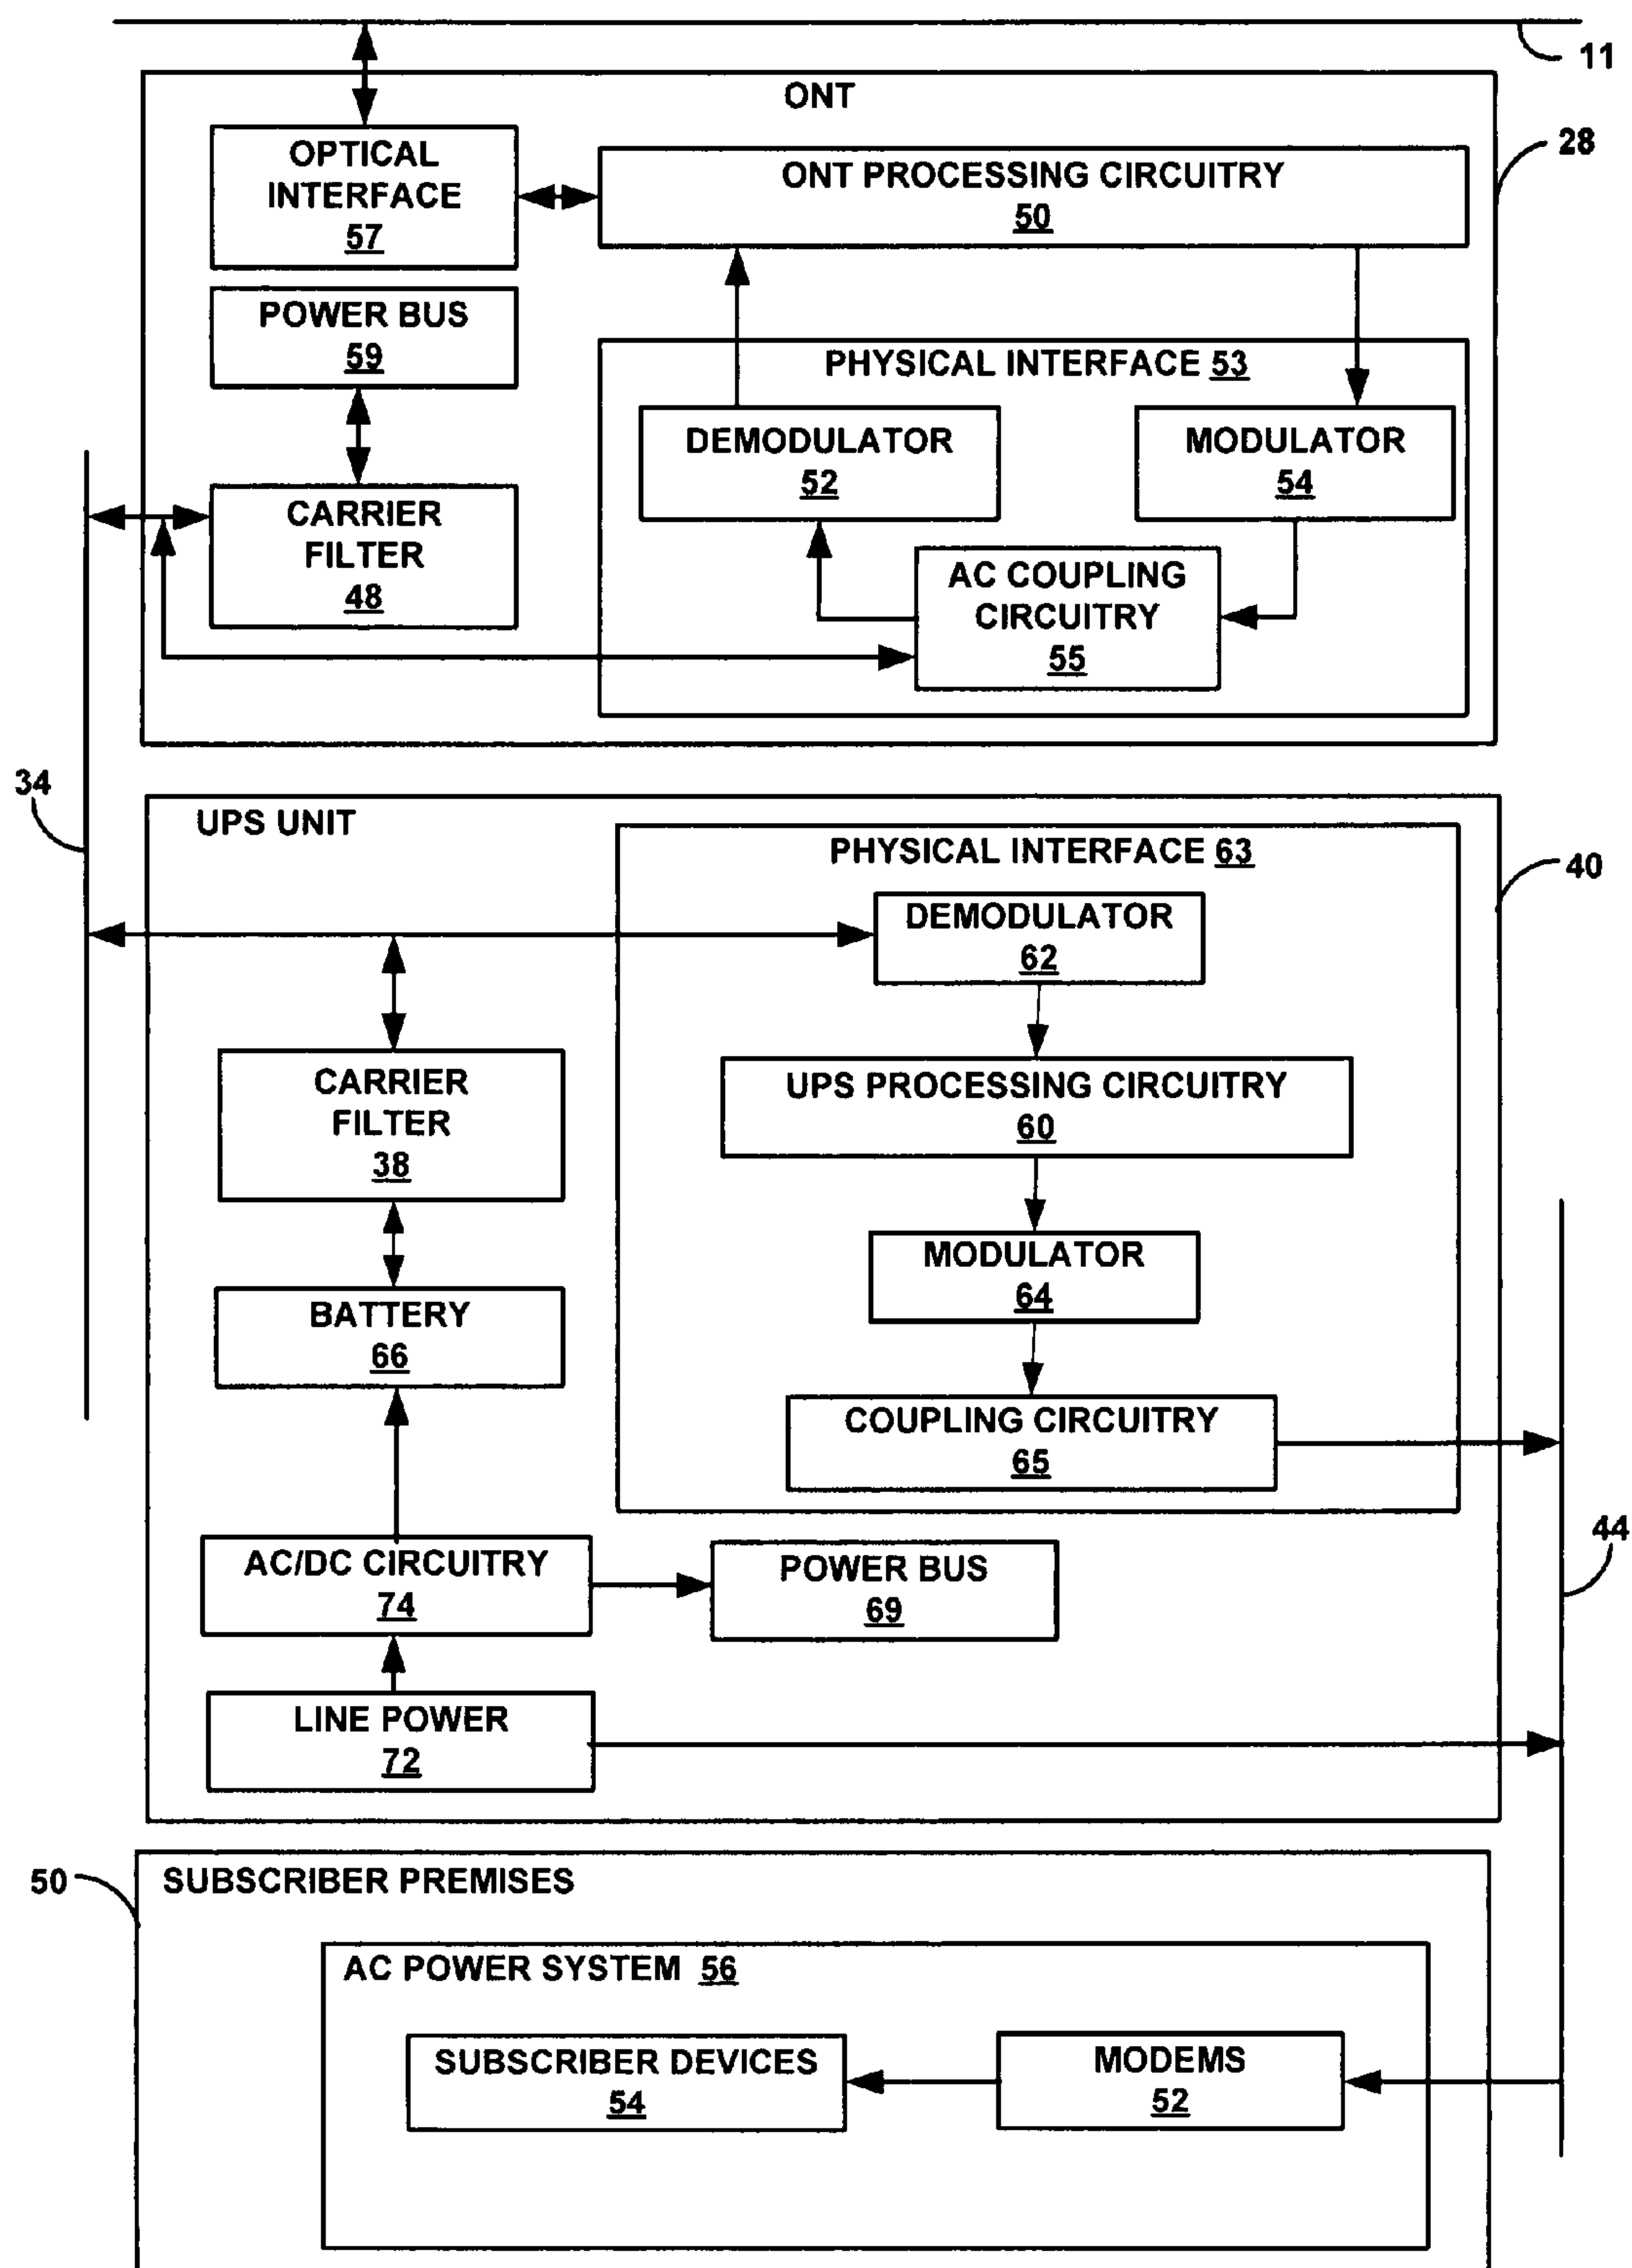 11
ONT
28
OPTICAL
INTERFACE
57
ONT PROCESSING CIRCUITRY
50
POWER BUS
59
PHYSICAL INTERFACE 53
DEMODULATOR
52
MODULATOR
54
CARRIER
FILTER
48
AC COUPLING
CIRCUITRY
55
34
UPS UNIT
40
PHYSICAL INTERFACE 63
DEMODULATOR
62
CARRIER
FILTER
38
UPS PROCESSING CIRCUITRY
60
MODULATOR
64
BATTERY
66
COUPLING CIRCUITRY
65
44
AC/DC CIRCUITRY
74
POWER BUS
69
LINE POWER
72
50
SUBSCRIBER PREMISES
AC POWER SYSTEM 56
SUBSCRIBER DEVICES
54
MODEMS
52